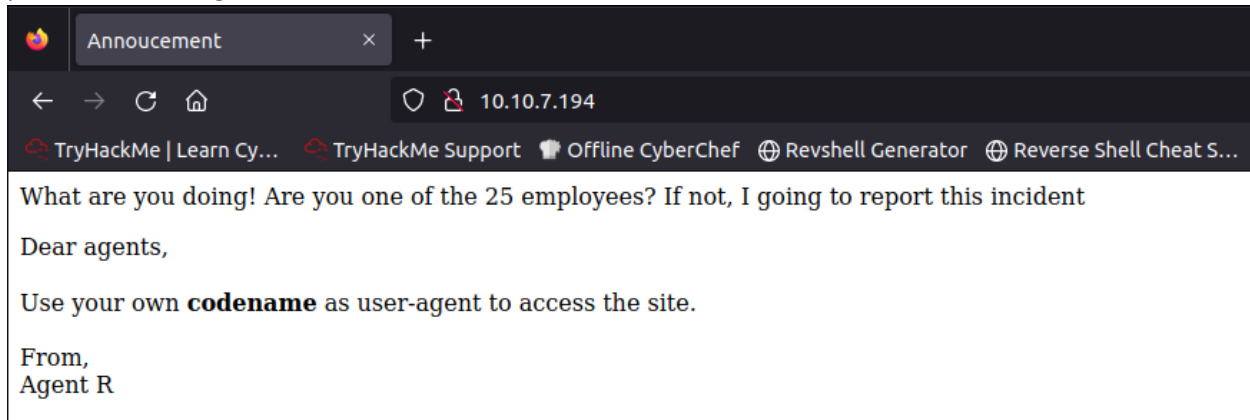 Annoucement
10.10.7.194
TryHackMe | Learn Cy... TryHackMe Support Offline CyberChef Revshell Generator Reverse Shell Cheat S...
What are you doing! Are you one of the 25 employees? If not, I going to report this incident
Dear agents,
Use your own codename as user-agent to access the site.
From,
Agent R